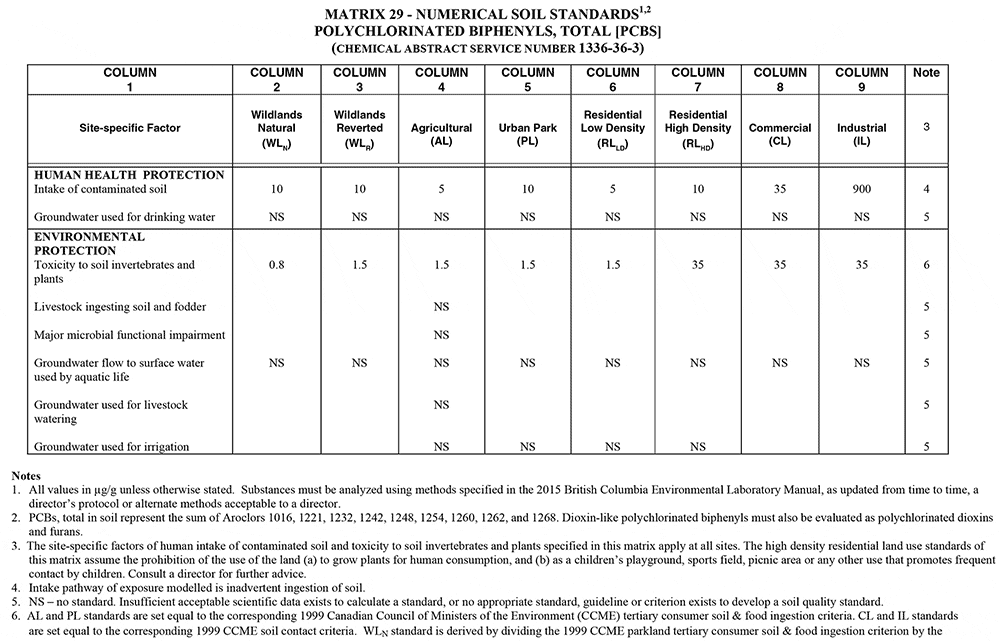 MATRIX 29 - NUMERICAL SOIL STANDARDS1,2
POLYCHLORINATED BIPHENYLS, TOTAL [PCBS]
(CHEMICAL ABSTRACT SERVICE NUMBER 1336-36-3)
COLUMN 1 COLUMN 2 COLUMN 3 COLUMN 4 COLUMN 5 COLUMN 6 COLUMN 7 COLUMN 8 COLUMN 9 Note
Site-specific Factor Wildlands Natural (WLN) Wildlands Reverted (WLR) Agricultural (AL) Urban Park (PL) Residential Low Density (RLLD) Residential High Density (RLHD) Commercial (CL) Industrial (IL) 3
HUMAN HEALTH PROTECTION
Intake of contaminated soil 10 10 5 10 5 10 35 900 4
Groundwater used for drinking water NS NS NS NS NS NS NS NS 5
ENVIRONMENTAL
PROTECTION
Toxicity to soil invertebrates and 0.8 1.5 1.5 1.5 1.5 35 35 35 6
plants
Livestock ingesting soil and fodder NS 5
Major microbial functional impairment NS 5
Groundwater flow to surface water NS NS NS NS NS NS NS NS 5
used by aquatic life
Groundwater used for livestock NS 5
watering
Groundwater used for irrigation NS NS NS NS 5
Notes
1. All values in µg/g unless otherwise stated. Substances must be analyzed using methods specified in the 2015 British Columbia Environmental Laboratory Manual, as updated from time to time, a
director's protocol or alternate methods acceptable to a director.
2. PCBs, total in soil represent the sum of Aroclors 1016, 1221, 1232, 1242, 1248, 1254, 1260, 1262, and 1268. Dioxin-like polychlorinated biphenyls must also be evaluated as polychlorinated dioxins
and furans.
3. The site-specific factors of human intake of contaminated soil and toxicity to soil invertebrates and plants specified in this matrix apply at all sites. The high density residential land use standards of
this matrix assume the prohibition of the use of the land (a) to grow plants for human consumption, and (b) as a children's playground, sports field, picnic area or any other use that promotes frequent
contact by children. Consult a director for further advice.
4. Intake pathway of exposure modelled is inadvertent ingestion of soil.
5. NS – no standard. Insufficient acceptable scientific data exists to calculate a standard, or no appropriate standard, guideline or criterion exists to develop a soil quality standard.
6. AL and PL standards are set equal to the corresponding 1999 Canadian Council of Ministers of the Environment (CCME) tertiary consumer soil & food ingestion criteria. CL and IL standards
are set equal to the corresponding 1999 CCME soil contact criteria. WLN standard is derived by dividing the 1999 CCME parkland tertiary consumer soil & food ingestion criterion by the